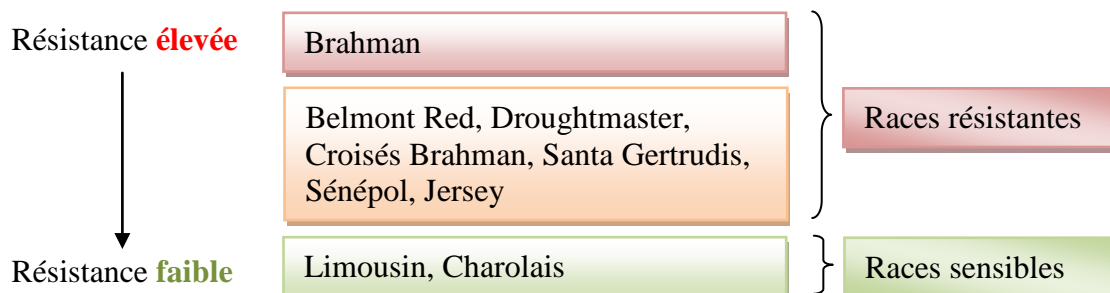 Résistance élevée
Brahman
Belmont Red, Droughtmaster,
Croisés Brahman, Santa Gertrudis,
Sénépol, Jersey
Races résistantes
Résistance faible
Limousin, Charolais
Races sensibles